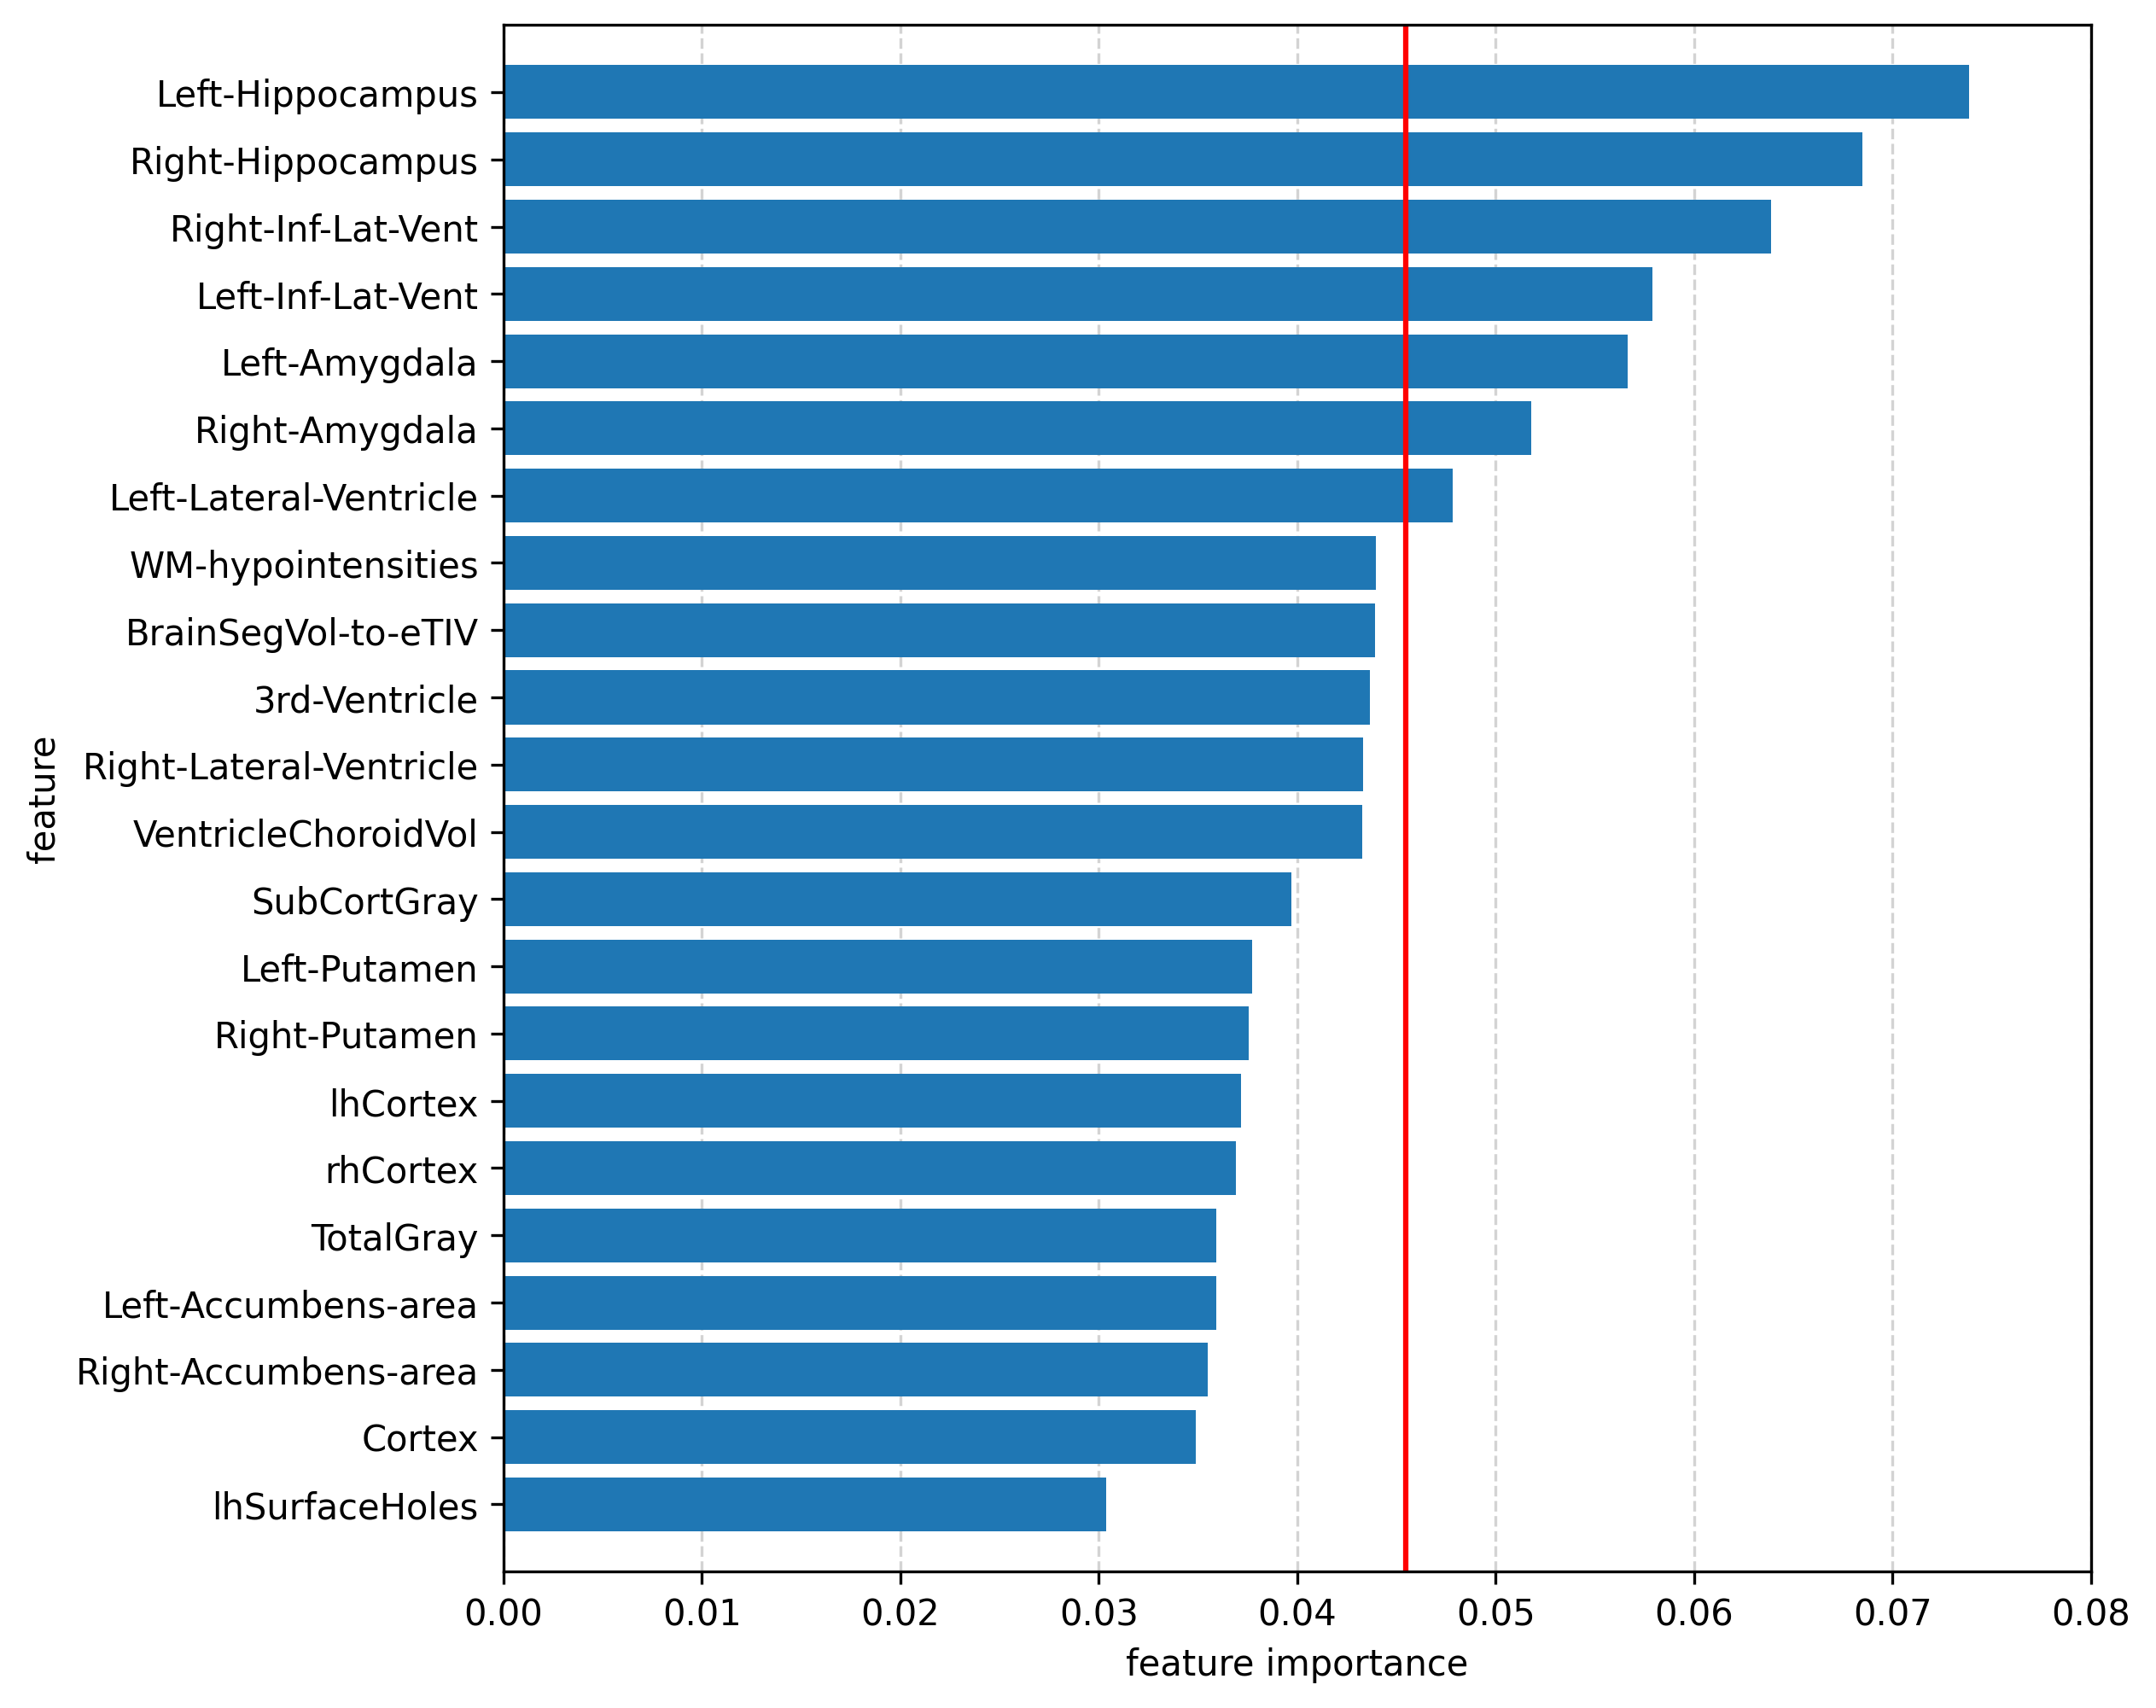 Left-Hippocampus
Right-Hippocampus
Right-Inf-Lat-Vent
Left-Inf-Lat-Vent
Left-Amygdala
Right-Amygdala
Left-Lateral-Ventricle
WM-hypointensities
BrainSegVol-to-eTIV
3rd-Ventricle
Right-Lateral-Ventricle
VentricleChoroidVol
SubCortGray
Left-Putamen
Right-Putamen
lhCortex
rhCortex
TotalGray
Left-Accumbens-area
Right-Accumbens-area
Cortex
lhSurfaceHoles
feature
0.00 0.01 0.02 0.03 0.04 0.05 0.06 0.07 0.08
feature importance